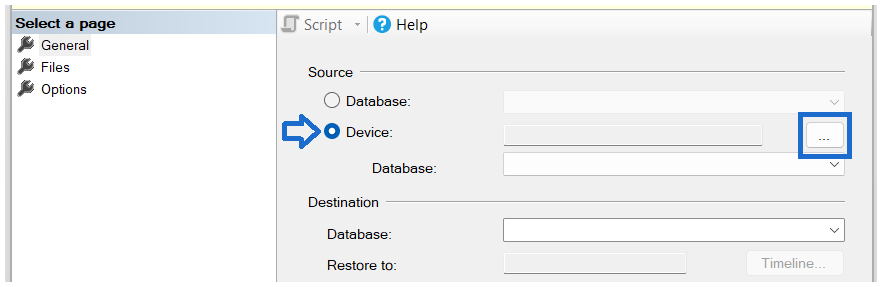 Select a page
General
Files
Options
Script
Help
Source
Database:
Device:
...
Database:
Destination
Database:
Restore to:
Timeline...